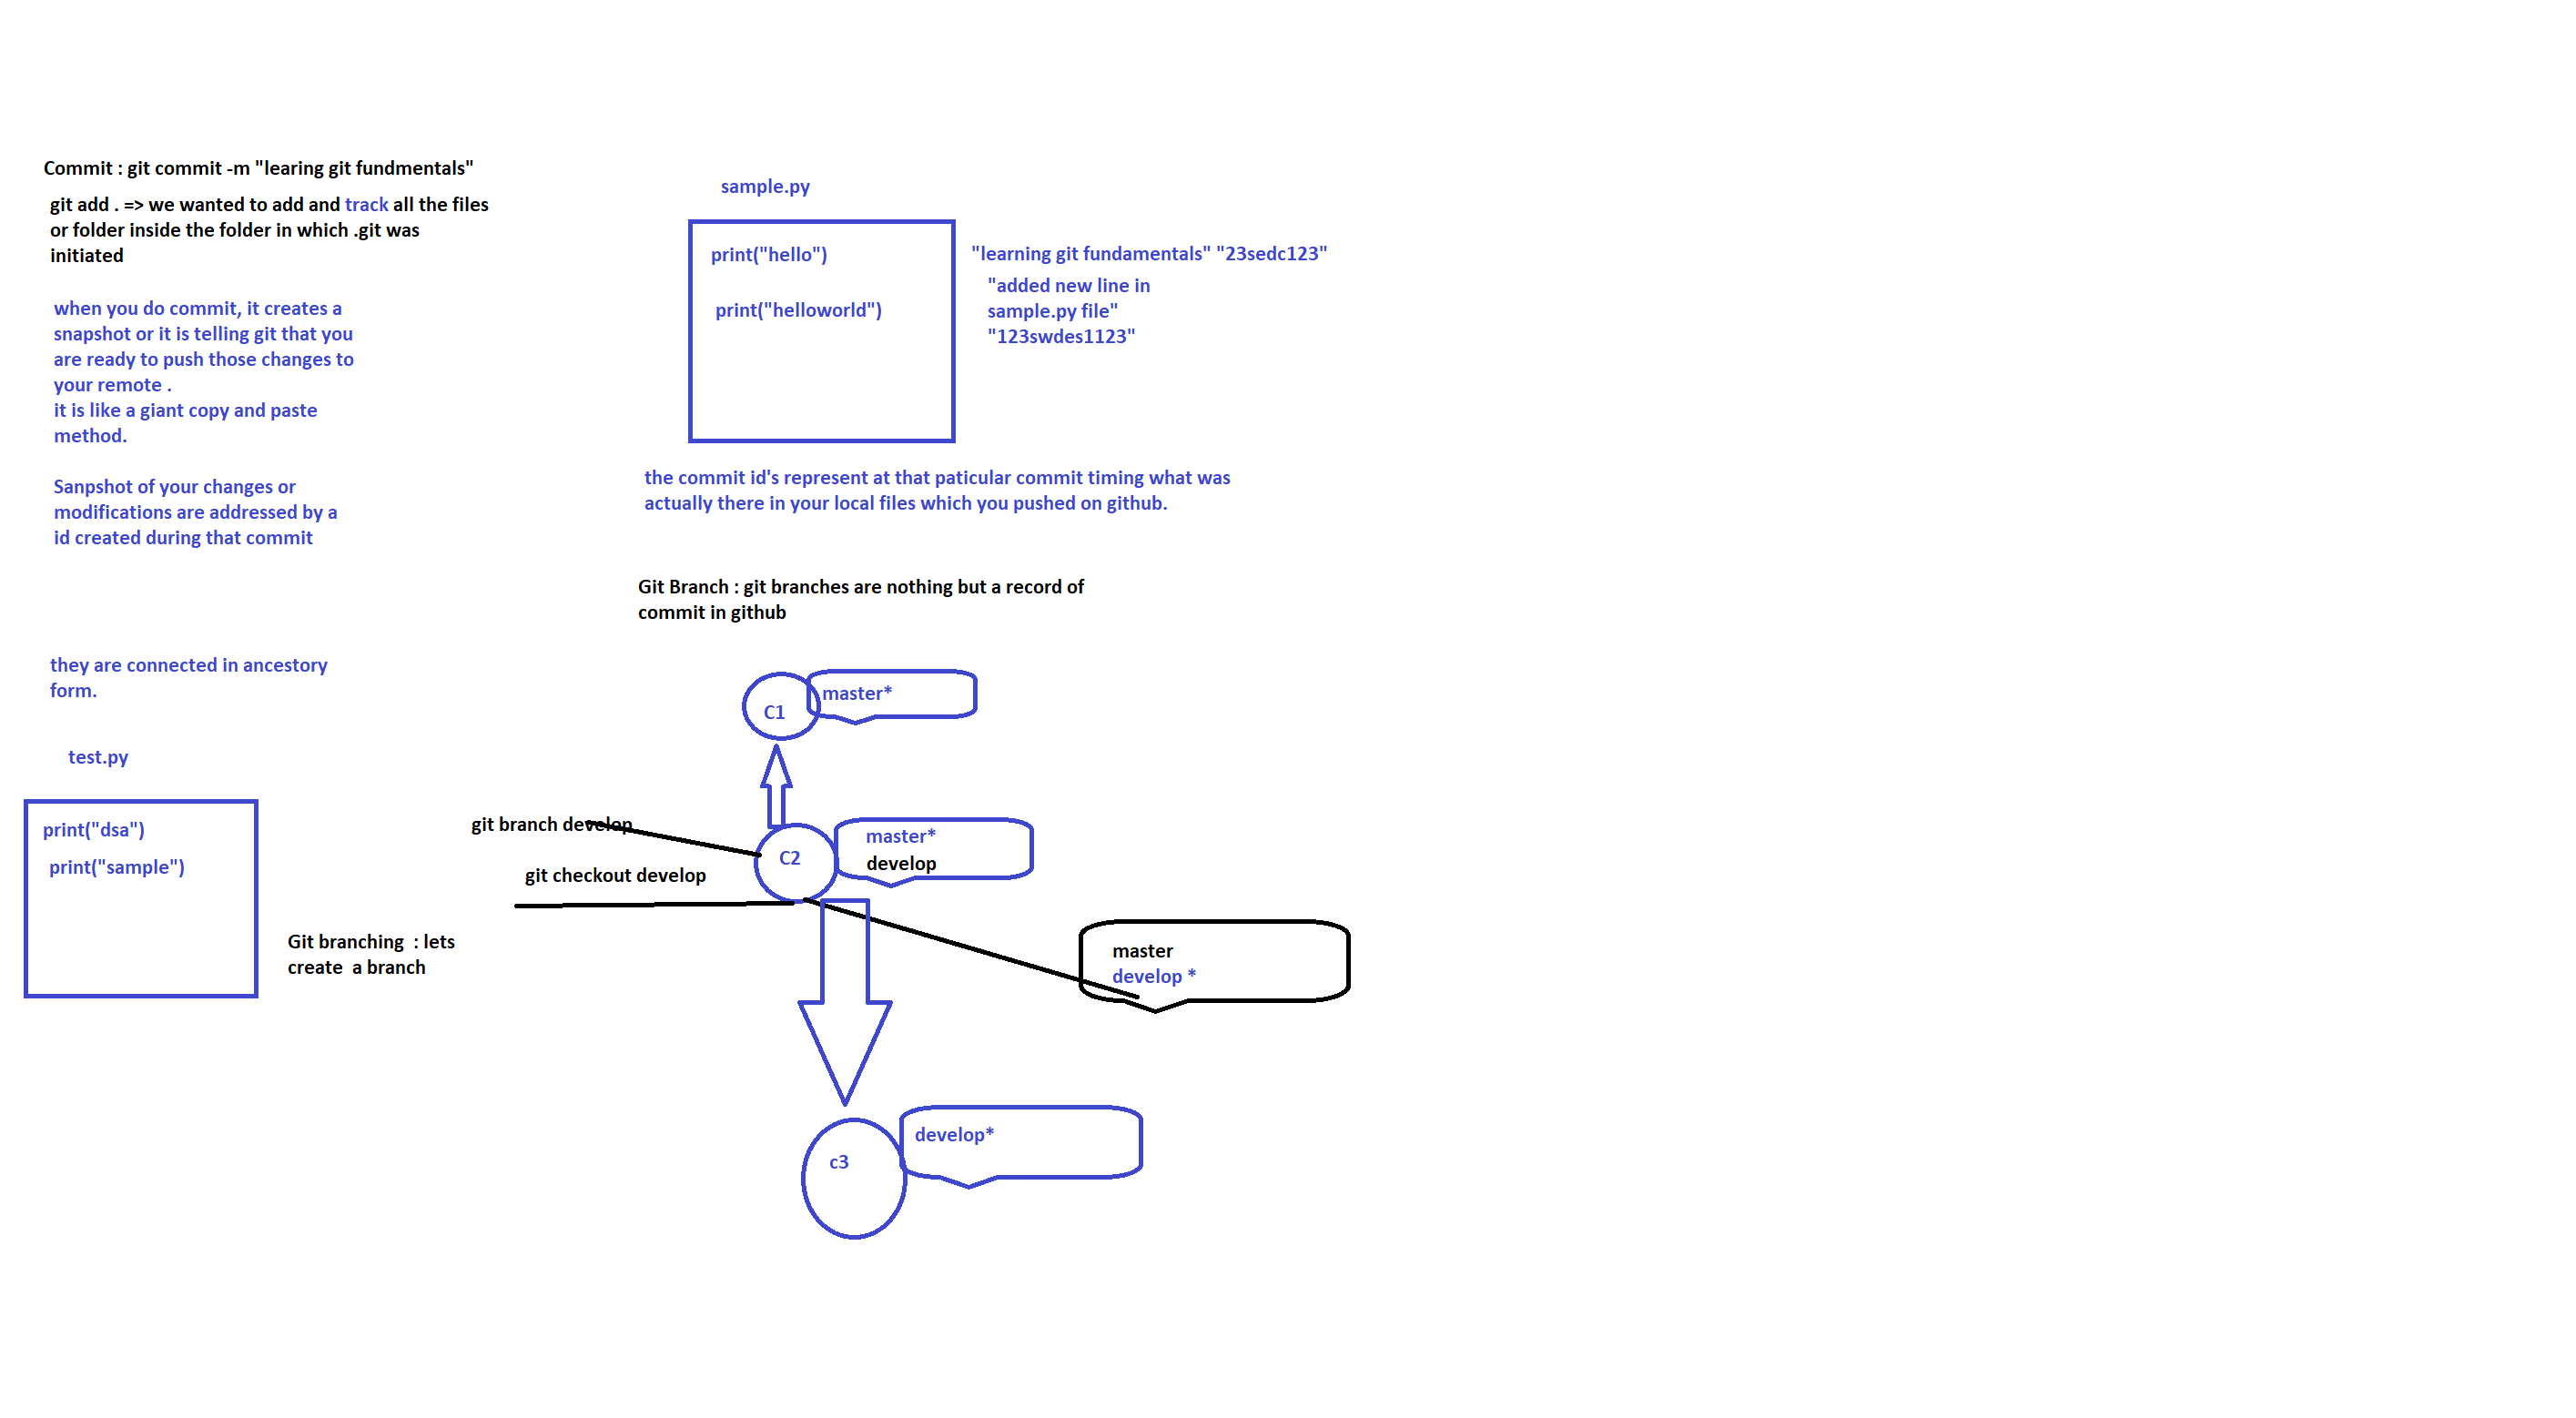 Commit : git commit -m "learing git fundmentals"
git add . => we wanted to add and track all the files
or folder inside the folder in which .git was
initiated
when you do commit, it creates a
snapshot or it is telling git that you
are ready to push those changes to
your remote .
it is like a giant copy and paste
method.
Sanpshot of your changes or
modifications are addressed by a
id created during that commit
they are connected in ancestory
form.
test.py
print("dsa")
print("sample")
Git branching  : lets
create  a branch
sample.py
print("hello")
print("helloworld")
"learning git fundamentals" "23sedc123"
"added new line in
sample.py file"
"123swdes1123"
the commit id's represent at that paticular commit timing what was
actually there in your local files which you pushed on github.
Git Branch : git branches are nothing but a record of
commit in github
C1
master*
git branch develop
C2
master*
develop
git checkout develop
master
develop *
c3
develop*